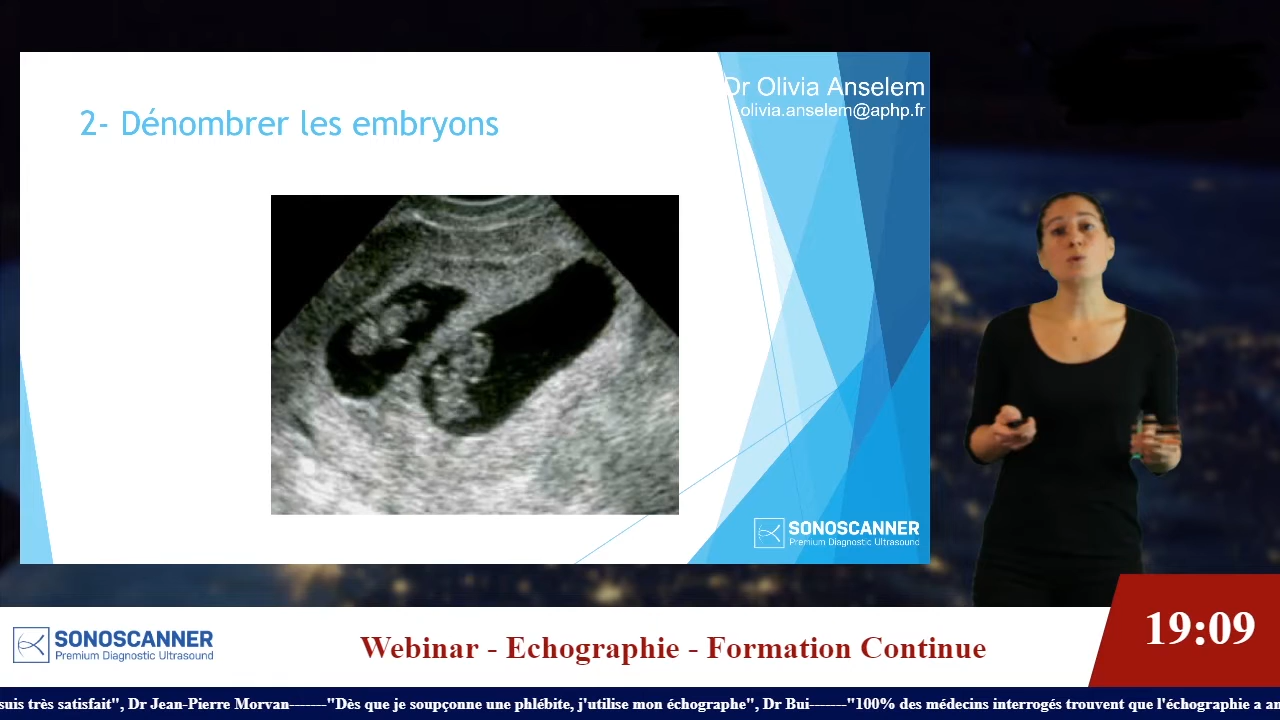 Dr Olivia Anselem
olivia.anselem@aphp.fr
2- Dénombrer les embryons
SONOSCANNER
Premium Diagnostic Ultrasound
SONOSCANNER
Premium Diagnostic Ultrasound
Webinar - Echographie - Formation Continue
19:09
suis très satisfait", Dr Jean-Pierre Morvan-------"Dès que je soupçonne une phlébite, j'utilise mon échographe", Dr Bui-------"100% des médecins interrogés trouvent que l'échographie a